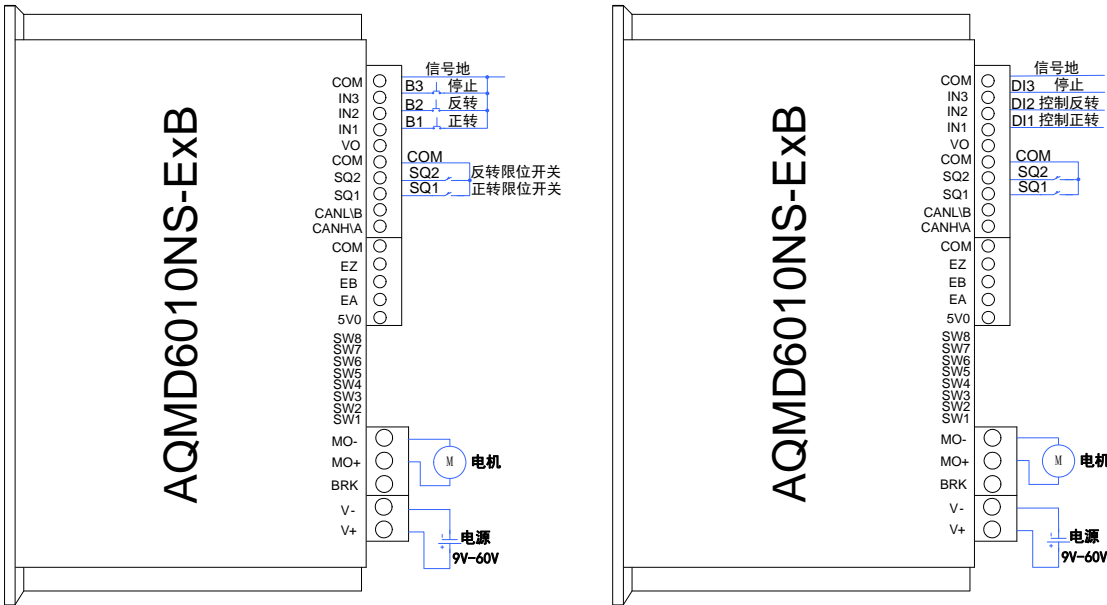 AQMD6010NS-ExB
COM 信号地
IN3 B3 停止
IN2 B2 反转
IN1 B1 正转
VO
COM COM
SQ2 SQ2 反转限位开关
SQ1 SQ1 正转限位开关
CANL\B
CANH\A
COM
EZ
EB
EA
5V0
SW8
SW7
SW6
SW5
SW4
SW3
SW2
SW1
MO-
MO+ M 电机
BRK
V-
V+ 电源
9V-60V
AQMD6010NS-ExB
COM 信号地
IN3 DI3 停止
IN2 DI2 控制反转
IN1 DI1 控制正转
VO
COM COM
SQ2 SQ2
SQ1 SQ1
CANL\B
CANH\A
COM
EZ
EB
EA
5V0
SW8
SW7
SW6
SW5
SW4
SW3
SW2
SW1
MO-
MO+ M 电机
BRK
V-
V+ 电源
9V-60V